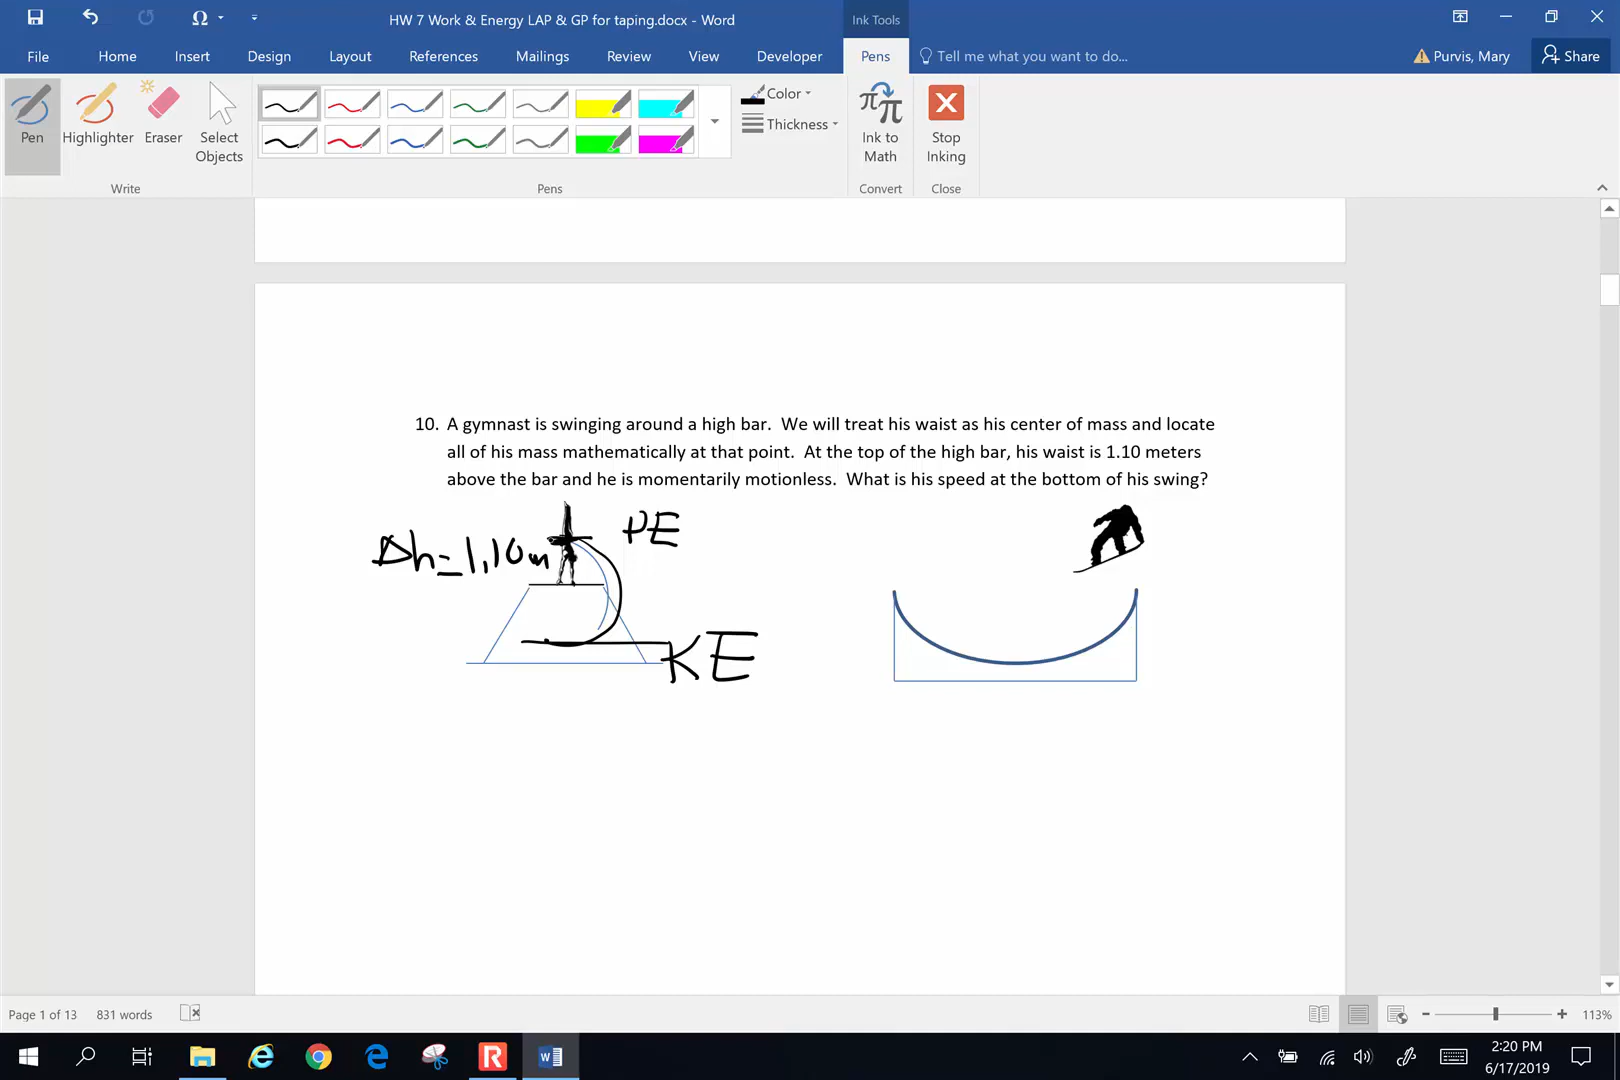 HW 7 Work & Energy LAP & GP for taping.docx - Word
Ink Tools
File Home Insert Design Layout References Mailings Review View Developer Pens Tell me what you want to do... Purvis, Mary Share
Pen Highlighter Eraser Select Objects
Color
Thickness
Ink to Math
Stop Inking
Write Pens Convert Close
10. A gymnast is swinging around a high bar. We will treat his waist as his center of mass and locate
all of his mass mathematically at that point. At the top of the high bar, his waist is 1.10 meters
above the bar and he is momentarily motionless. What is his speed at the bottom of his swing?
PE
Δh=1.10m
KE
Page 1 of 13 831 words 113%
2:20 PM
6/17/2019